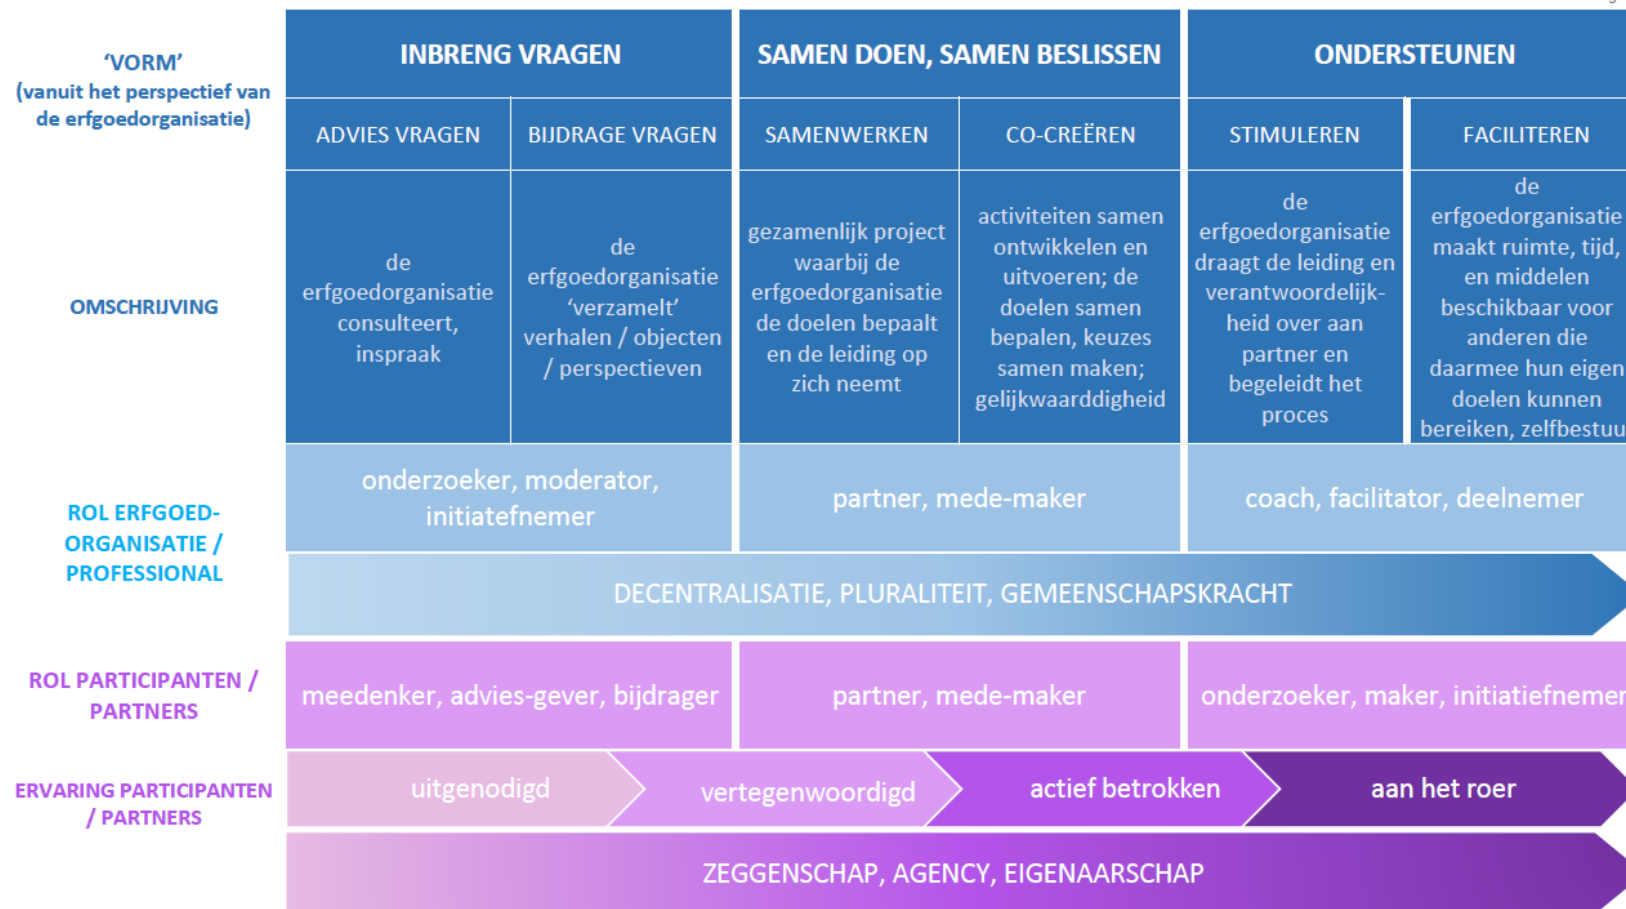 ‘VORM’
(vanuit het perspectief van
de erfgoedorganisatie)
INBRENG VRAGEN
SAMEN DOEN, SAMEN BESLISSEN
ONDERSTEUNEN
ADVIES VRAGEN
BIJDRAGE VRAGEN
SAMENWERKEN
CO-CREËREN
STIMULEREN
FACILITEREN
OMSCHRIJVING
de
erfgoedorganisatie
consulteert,
inspraak
de
erfgoedorganisatie
‘verzamelt’
verhalen / objecten
/ perspectieven
gezamenlijk project
waarbij de
erfgoedorganisatie
de doelen bepaalt
en de leiding op
zich neemt
activiteiten samen
ontwikkelen en
uitvoeren; de
doelen samen
bepalen, keuzes
samen maken;
gelijkwaarddigheid
de
erfgoedorganisatie
draagt de leiding en
verantwoordelijk-
heid over aan
partner en
begeleidt het
proces
de
erfgoedorganisatie
maakt ruimte, tijd,
en middelen
beschikbaar voor
anderen die
daarmee hun eigen
doelen kunnen
bereiken, zelfbestuu
ROL ERFGOED-
ORGANISATIE /
PROFESSIONAL
onderzoeker, moderator,
initiatefnemer
partner, mede-maker
coach, facilitator, deelnemer
DECENTRALISATIE, PLURALITEIT, GEMEENSCHAPSKRACHT
ROL PARTICIPANTEN /
PARTNERS
meedenker, advies-gever, bijdrager
partner, mede-maker
onderzoeker, maker, initiatiefnemer
ERVARING PARTICIPANTEN
/ PARTNERS
uitgenodigd
vertegenwoordigd
actief betrokken
aan het roer
ZEGGENSCHAP, AGENCY, EIGENAARSCHAP